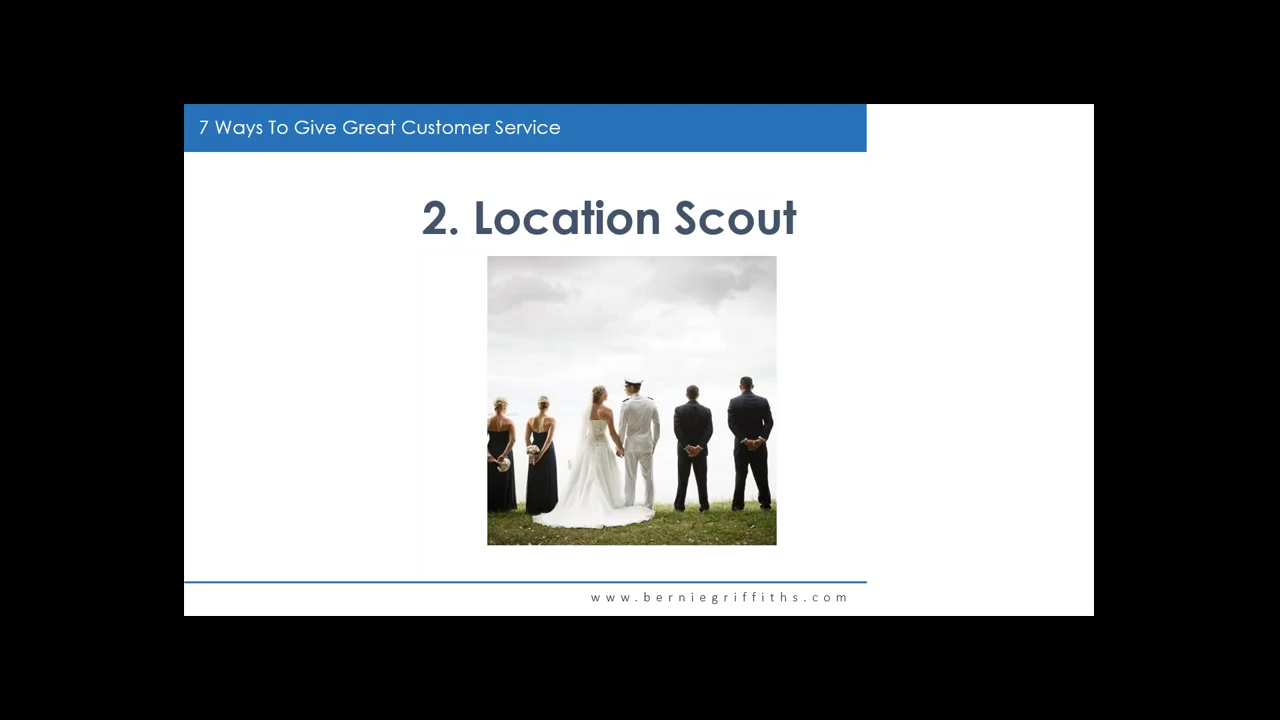 7 Ways To Give Great Customer Service
2. Location Scout
www.berniegriffiths.com